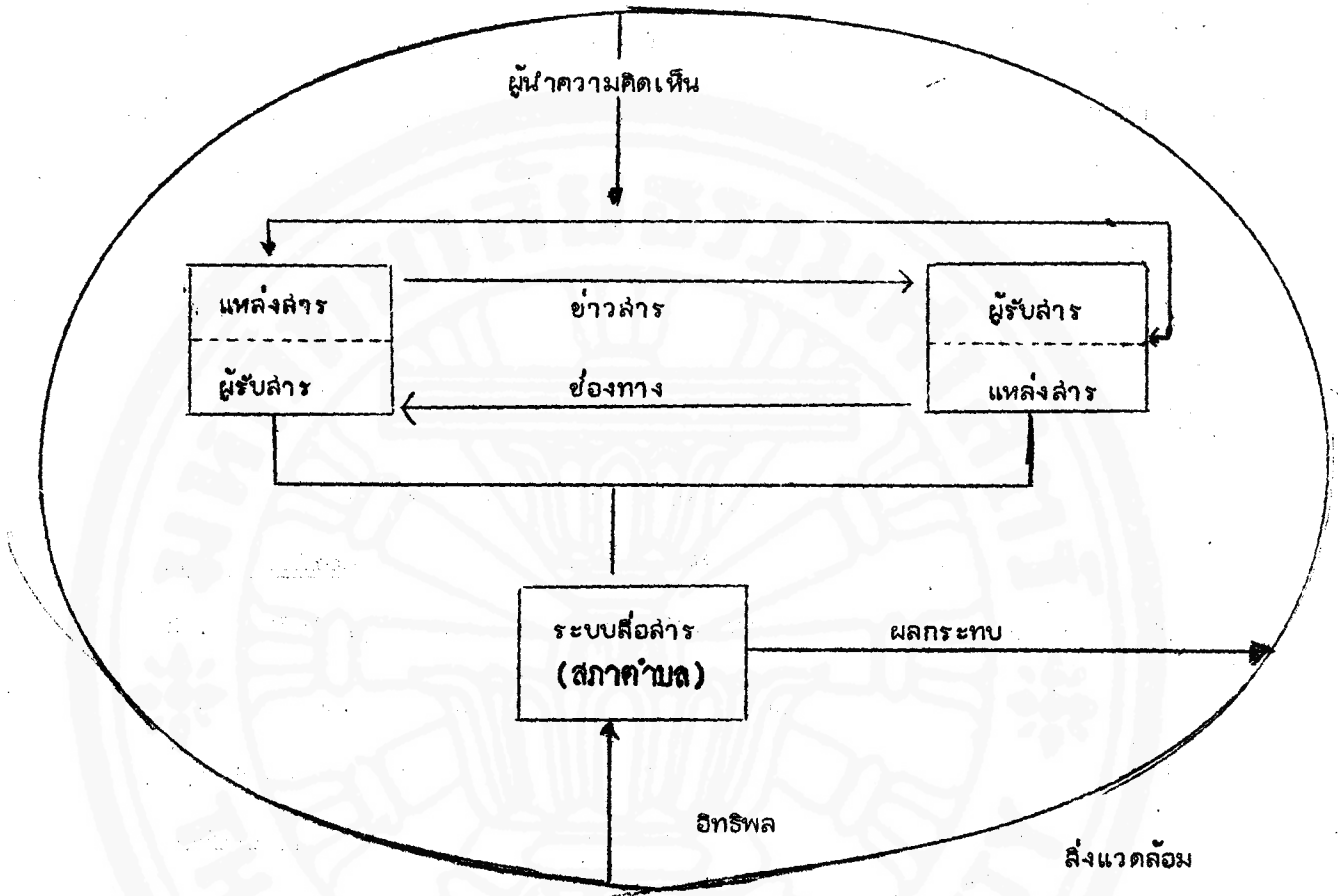 ผู้นำความคิดเห็น
แหล่งสาร
ข่าวสาร
ผู้รับสาร
ผู้รับสาร
ช่องทาง
แหล่งสาร
ระบบสื่อสาร
(สภาตำบล)
ผลกระทบ
อิทธิพล
สิ่งแวดล้อม